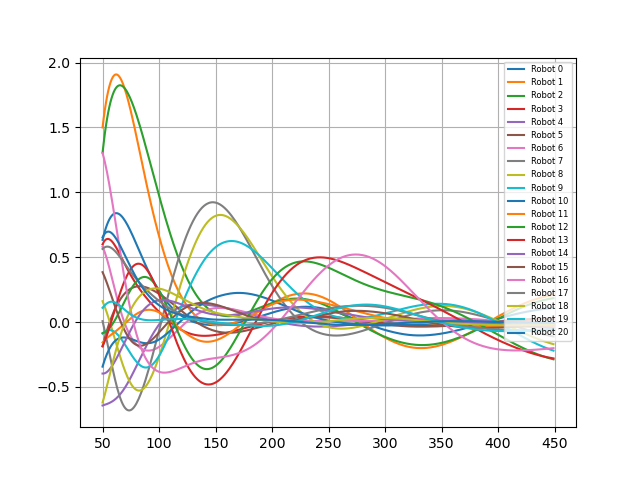 2.0
1.5
1.0
0.5
0.0
−0.5
50
100
150
200
250
300
350
400
450
Robot 0
Robot 1
Robot 2
Robot 3
Robot 4
Robot 5
Robot 6
Robot 7
Robot 8
Robot 9
Robot 10
Robot 11
Robot 12
Robot 13
Robot 14
Robot 15
Robot 16
Robot 17
Robot 18
Robot 19
Robot 20